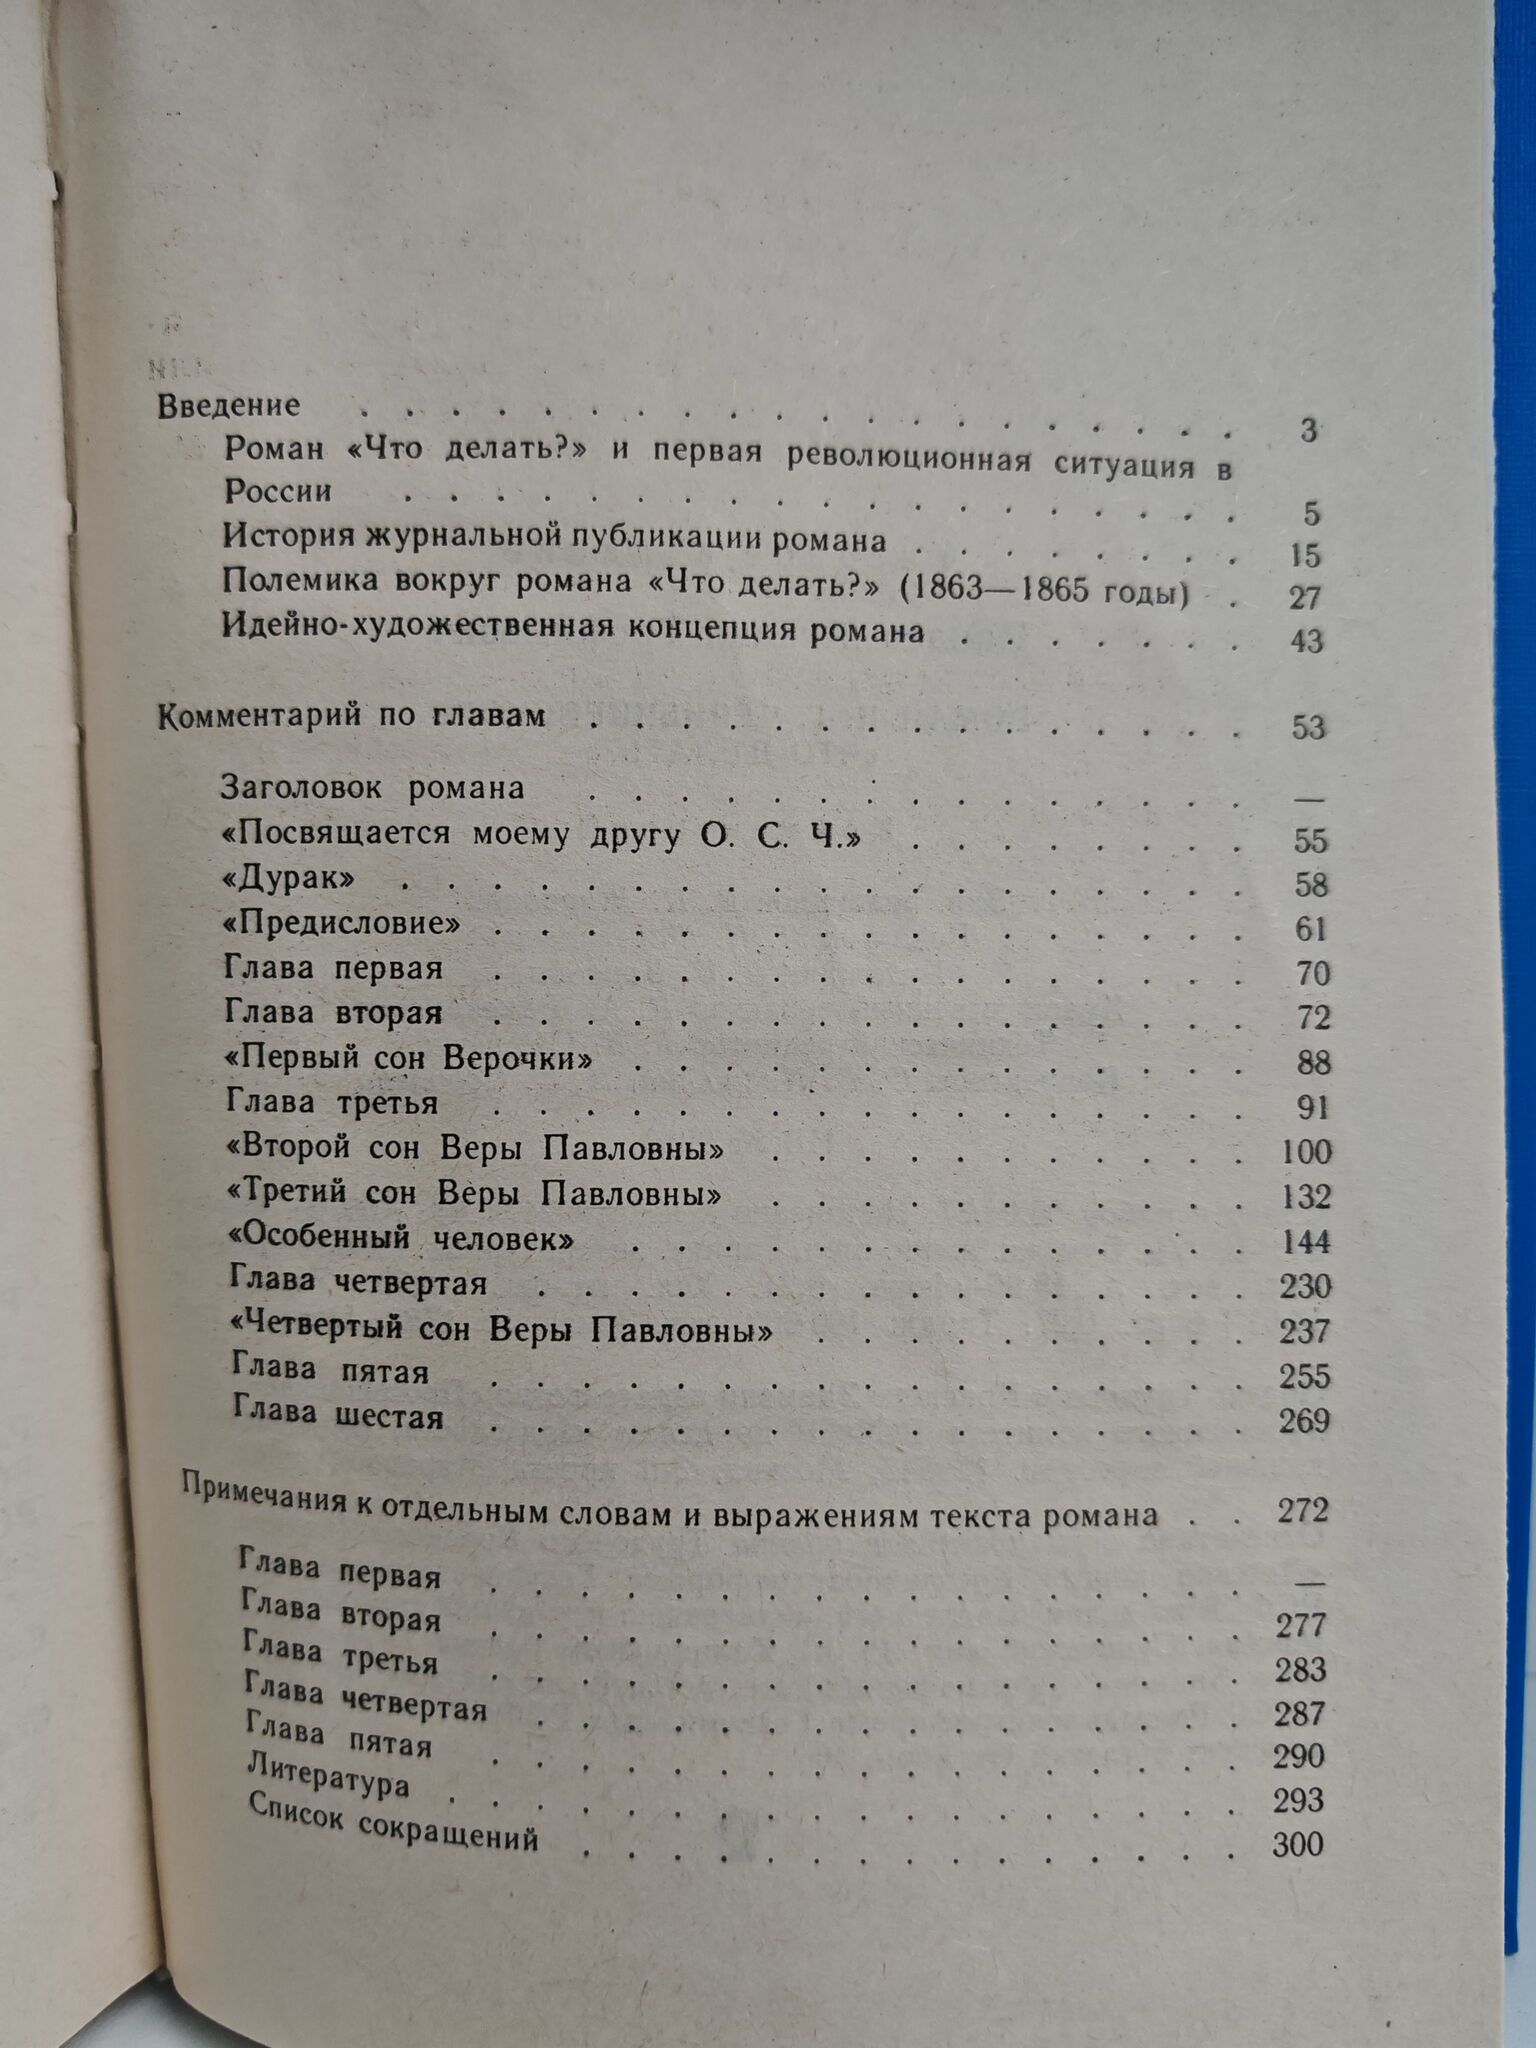 Введение . . . . . . . . . . . . . . . . . . . . 3
Роман «Что делать?» и первая революционная ситуация в
России . . . . . . . . . . . . . . . . . . . 5
История журнальной публикации романа . . . . . . . . 15
Полемика вокруг романа «Что делать?» (1863—1865 годы) . 27
Идейно-художественная концепция романа . . . . . . . 43
Комментарий по главам . . . . . . . . . . . . . . . 53
Заголовок романа . . . . . . . . . . . . . . . —
«Посвящается моему другу О. С. Ч.» . . . . . . . . 55
«Дурак» . . . . . . . . . . . . . . . . . . . 58
«Предисловие» . . . . . . . . . . . . . . . . . 61
Глава первая . . . . . . . . . . . . . . . . . 70
Глава вторая . . . . . . . . . . . . . . . . . 72
«Первый сон Верочки» . . . . . . . . . . . . . . 88
Глава третья . . . . . . . . . . . . . . . . . 91
«Второй сон Веры Павловны» . . . . . . . . . . . 100
«Третий сон Веры Павловны» . . . . . . . . . . . 132
«Особенный человек» . . . . . . . . . . . . . . 144
Глава четвертая . . . . . . . . . . . . . . . . 230
«Четвертый сон Веры Павловны» . . . . . . . . . . 237
Глава пятая . . . . . . . . . . . . . . . . . 255
Глава шестая . . . . . . . . . . . . . . . . . 269
Примечания к отдельным словам и выражениям текста романа . . 272
Глава первая . . . . . . . . . . . . . . . . . —
Глава вторая . . . . . . . . . . . . . . . . . 277
Глава третья . . . . . . . . . . . . . . . . . 283
Глава четвертая . . . . . . . . . . . . . . . . 287
Глава пятая . . . . . . . . . . . . . . . . . 290
Литература . . . . . . . . . . . . . . . . . . 293
Список сокращений . . . . . . . . . . . . . . . 300